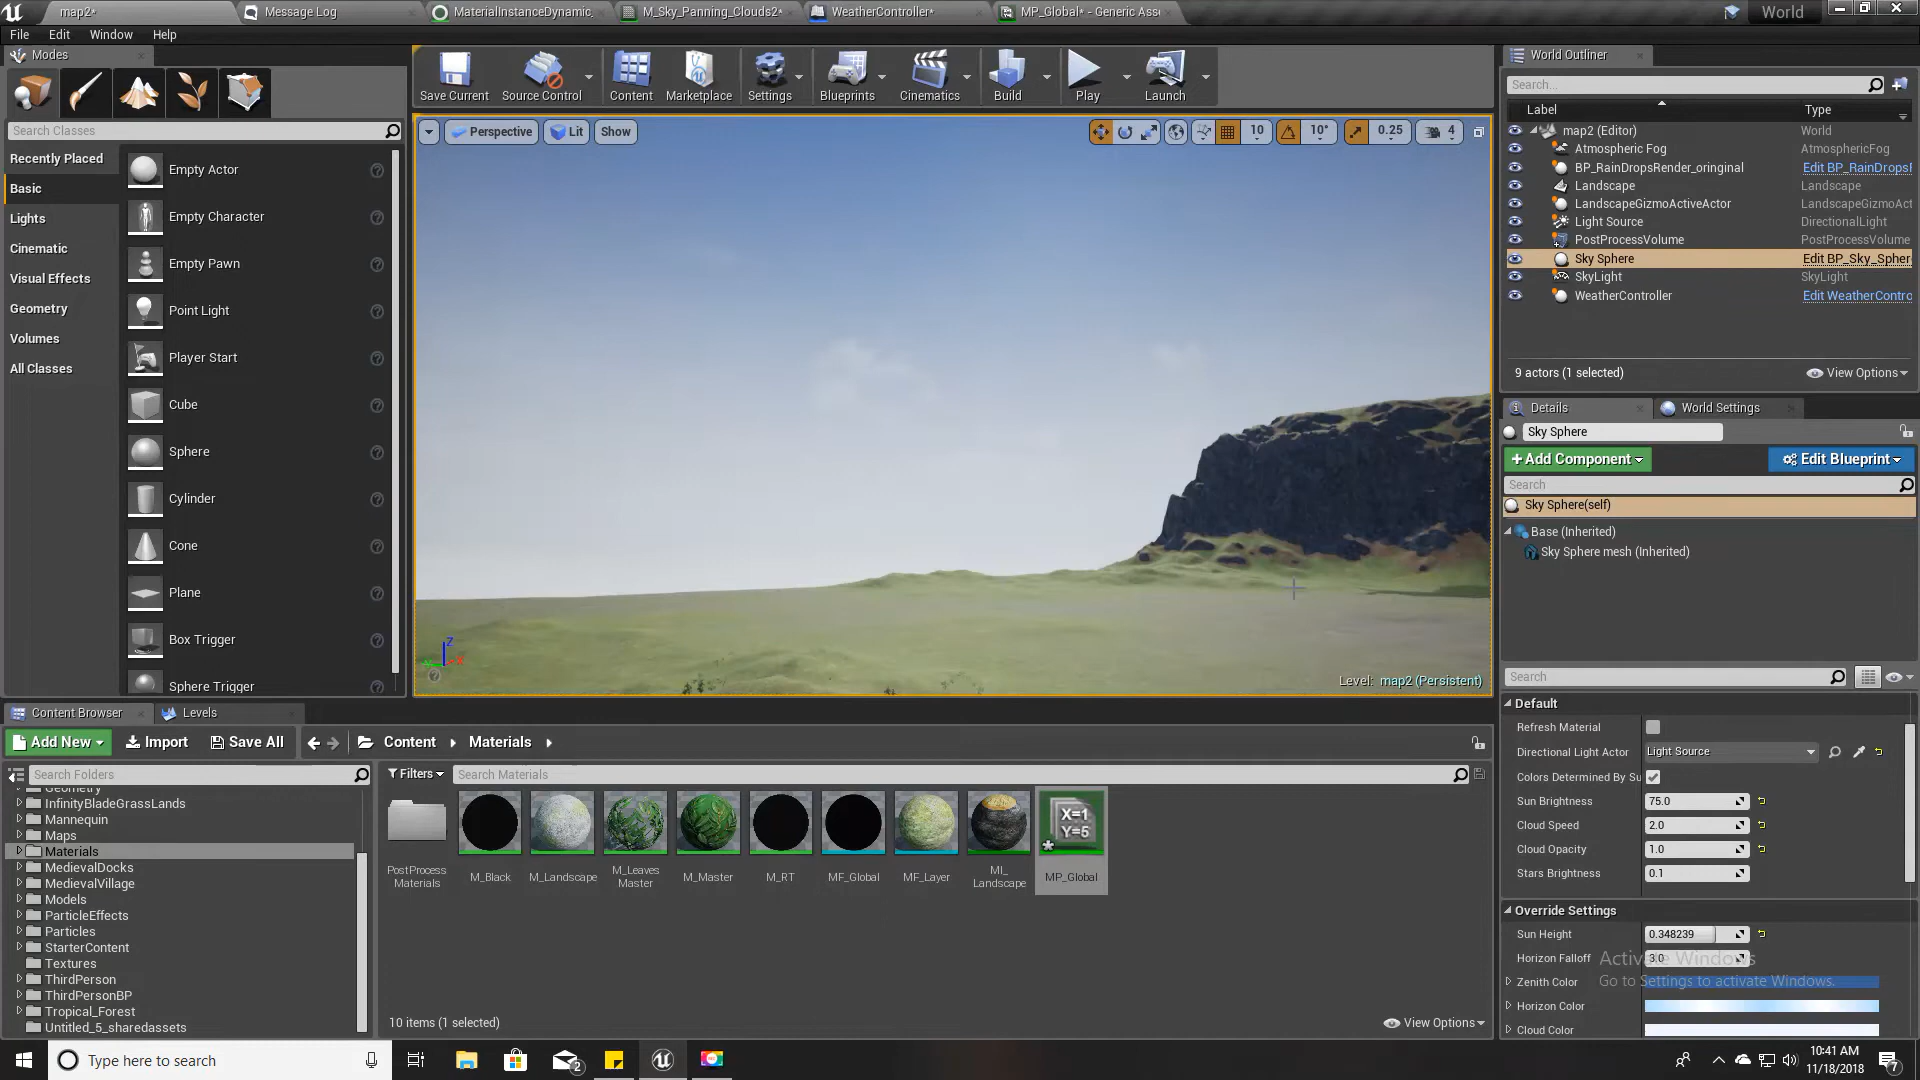 map2*
Message Log
MaterialInstanceDynamic
M_Sky_Panning_Clouds2*
WeatherController*
MP_Global* - Generic Ass
World
File
Edit
Window
Help
Modes
Save Current
Source Control
Content
Marketplace
Settings
Blueprints
Cinematics
Build
Play
Launch
Search Classes
Recently Placed
Basic
Lights
Cinematic
Visual Effects
Geometry
Volumes
All Classes
Empty Actor
Empty Character
Empty Pawn
Point Light
Player Start
Cube
Sphere
Cylinder
Cone
Plane
Box Trigger
Sphere Trigger
Perspective
Lit
Show
10
10°
0.25
4
Z
X
Level: map2 (Persistent)
World Outliner
Search...
Label
Type
map2 (Editor)
World
Atmospheric Fog
AtmosphericFog
BP_RainDropsRender_oringinal
Edit BP_RainDropsR
Landscape
Landscape
LandscapeGizmoActiveActor
LandscapeGizmoAct
Light Source
DirectionalLight
PostProcessVolume
PostProcessVolume
Sky Sphere
Edit BP_Sky_Spher
SkyLight
SkyLight
WeatherController
Edit WeatherContro
9 actors (1 selected)
View Options
Details
World Settings
Sky Sphere
Add Component
Edit Blueprint
Search
Sky Sphere(self)
Base (Inherited)
Sky Sphere mesh (Inherited)
Search
Default
Refresh Material
Directional Light Actor
Light Source
Colors Determined By Su
Sun Brightness
75.0
Cloud Speed
2.0
Cloud Opacity
1.0
Stars Brightness
0.1
Override Settings
Sun Height
0.348239
Horizon Falloff
3.0
Zenith Color
Horizon Color
Cloud Color
Activate Windows
Go to Settings to activate Windows.
Content Browser
Levels
Add New
Import
Save All
Content
Materials
Search Folders
Filters
Search Materials
Geometry
InfinityBladeGrassLands
Mannequin
Maps
Materials
MedievalDocks
MedievalVillage
Models
ParticleEffects
Particles
StarterContent
Textures
ThirdPerson
ThirdPersonBP
Tropical_Forest
Untitled_5_sharedassets
X=1
Y=5
PostProcess
Materials
M_Black
M_Landscape
M_Leaves
Master
M_Master
M_RT
MF_Global
MF_Layer
MI_
Landscape
MP_Global
10 items (1 selected)
View Options
Type here to search
2
10:41 AM
11/18/2018
7